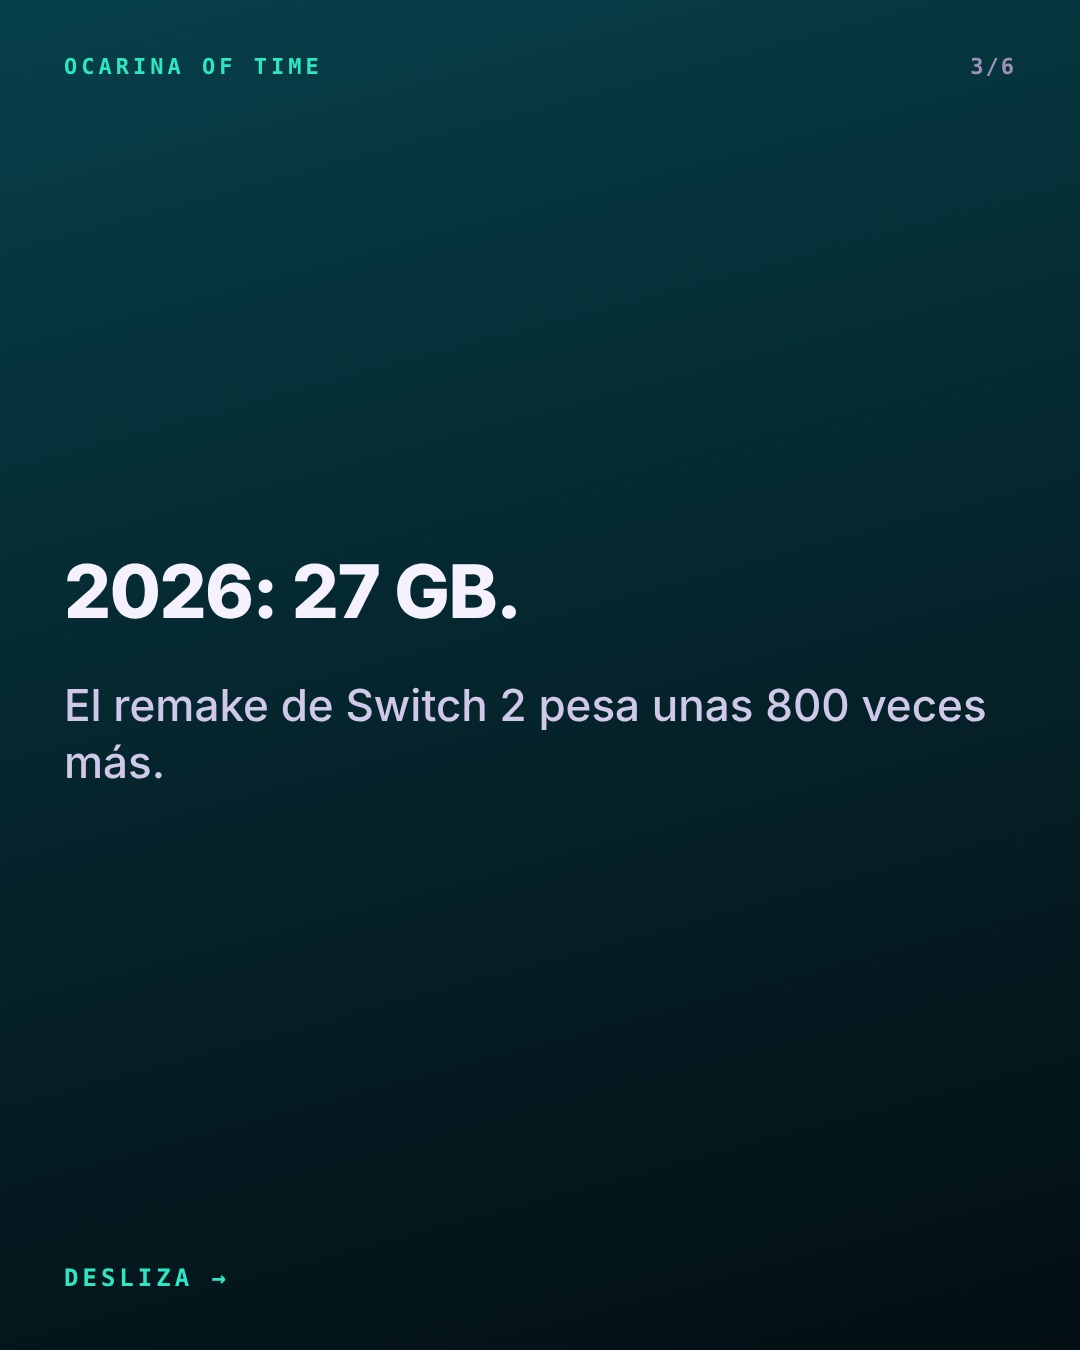 OCARINA OF TIME
3/6
2026: 27 GB.
El remake de Switch 2 pesa unas 800 veces
más.
DESLIZA →